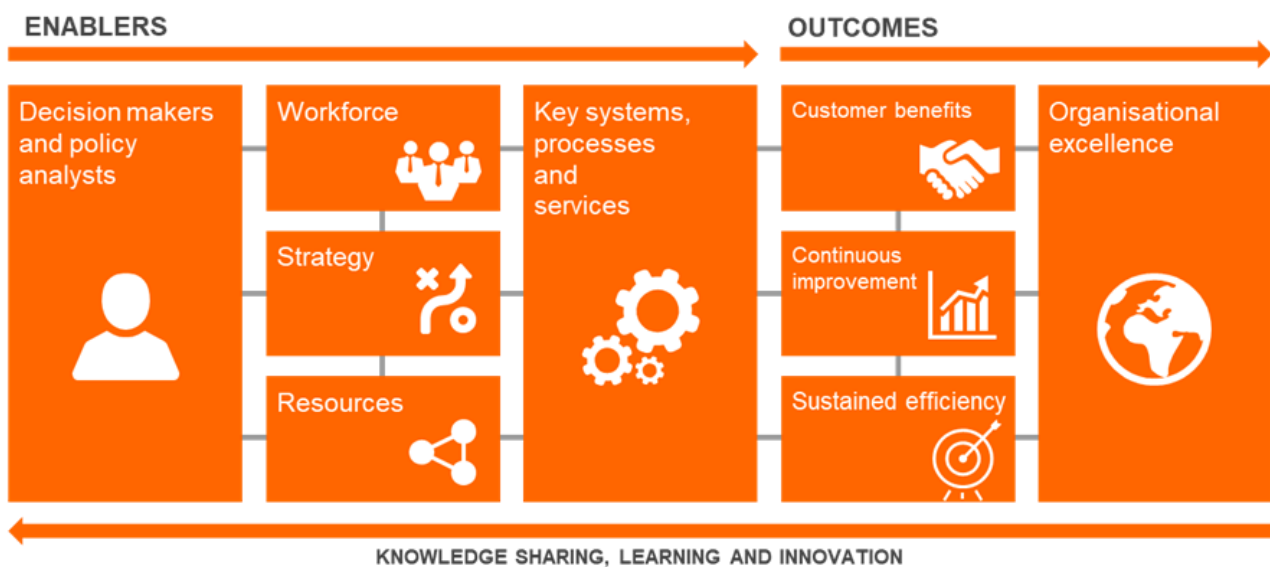 ENABLERS
OUTCOMES
Decision makers
and policy
analysts
Workforce
Strategy
Resources
Key systems,
processes
and
services
Customer benefits
Continuous
improvement
Sustained efficiency
Organisational
excellence
KNOWLEDGE SHARING, LEARNING AND INNOVATION